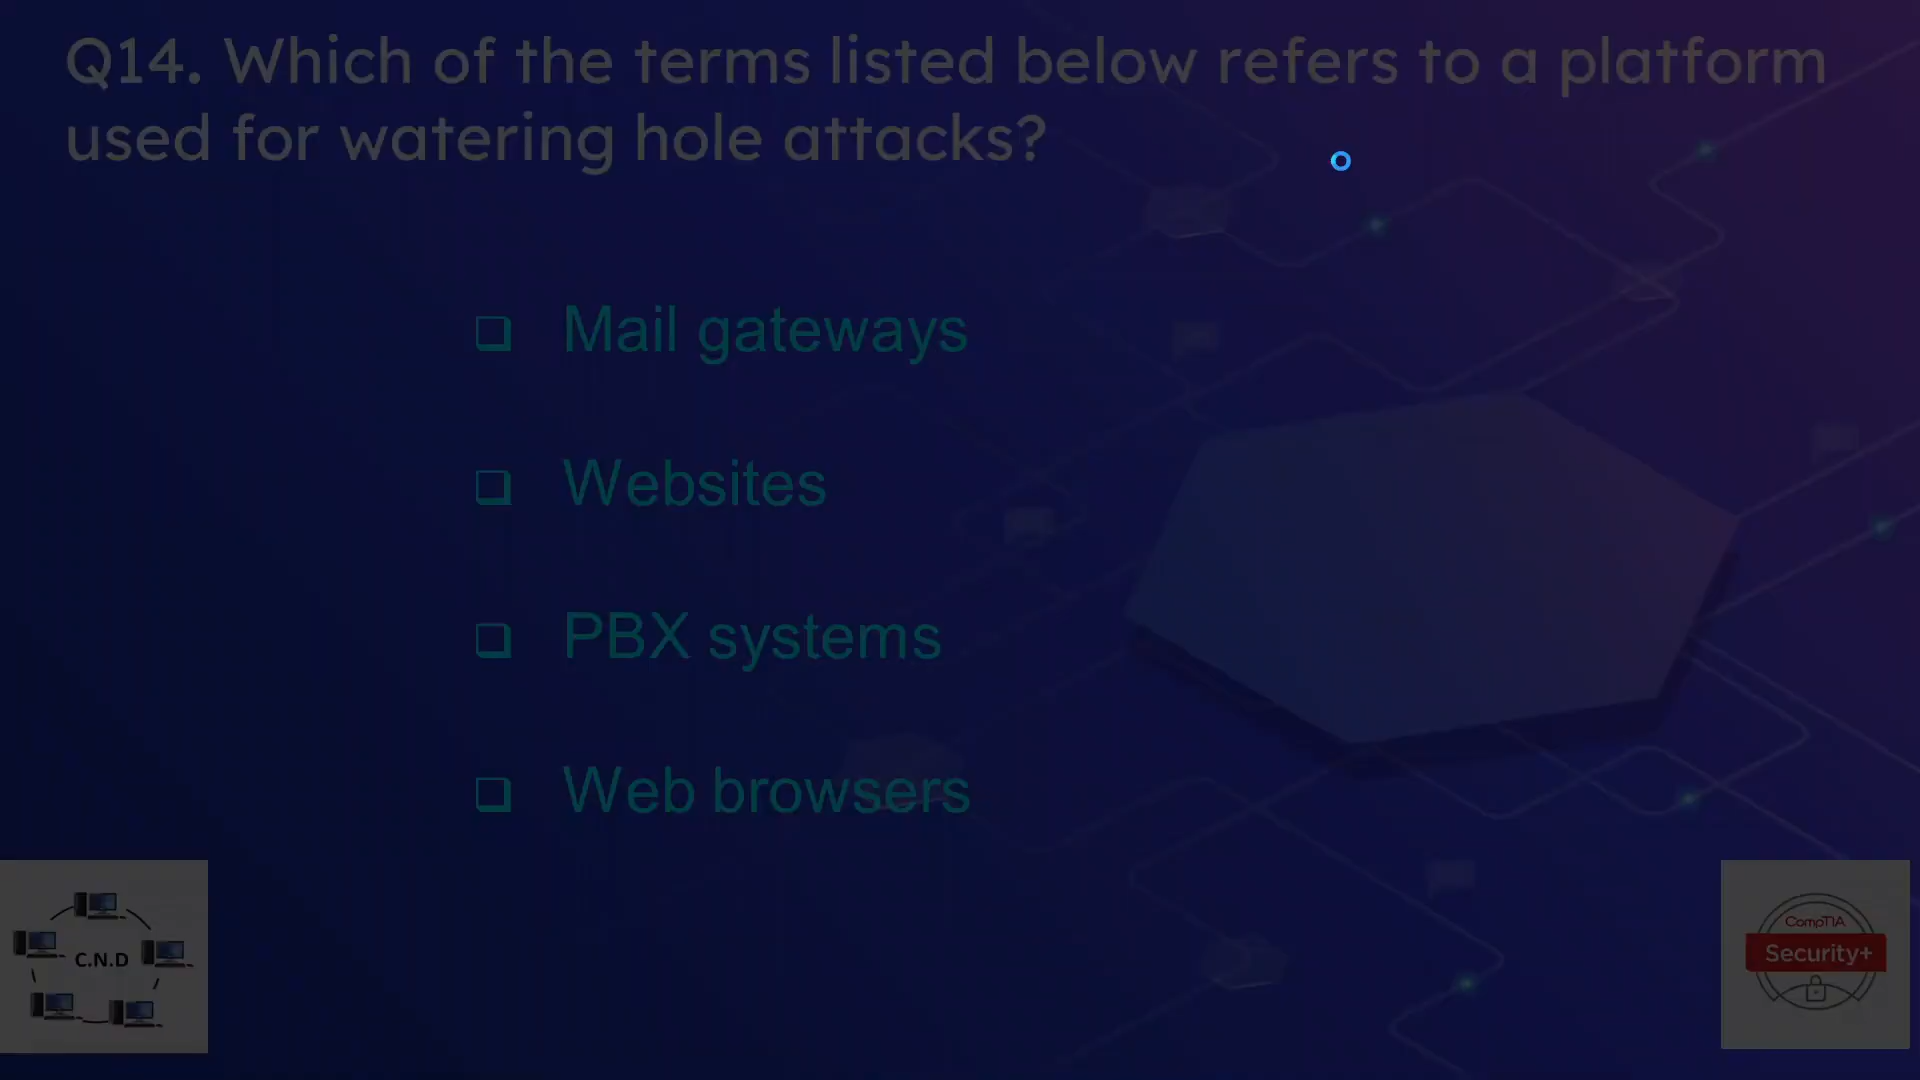 Q14. Which of the terms listed below refers to a platform
used for watering hole attacks?
Mail gateways
Websites
PBX systems
Web browsers
C.N.D
CompTIA
Security+